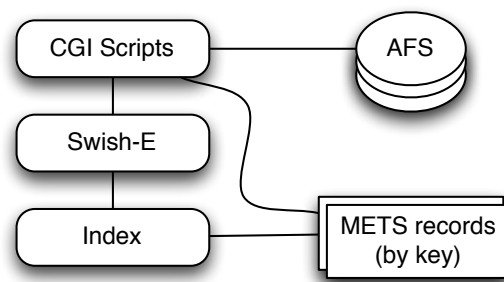 CGI Scripts
AFS
Swish-E
Index
METS records
(by key)